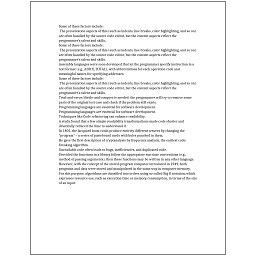 Some of these factors include:
The presentation aspects of this (such as indents, line breaks, color highlighting, and so on)
are often handled by the source code editor, but the content aspects reflect the
programmer's talent and skills.
Some of these factors include:
The presentation aspects of this (such as indents, line breaks, color highlighting, and so on)
are often handled by the source code editor, but the content aspects reflect the
programmer's talent and skills.
Assembly languages were soon developed that let the programmer specify instruction in a
text format (e.g., ADD X, TOTAL), with abbreviations for each operation code and
meaningful names for specifying addresses.
Some of these factors include:
The presentation aspects of this (such as indents, line breaks, color highlighting, and so on)
are often handled by the source code editor, but the content aspects reflect the
programmer's talent and skills.
Trial-and-error/divide-and-conquer is needed: the programmer will try to remove some
parts of the original test case and check if the problem still exists.
Programming languages are essential for software development.
Programming languages are essential for software development.
Techniques like Code refactoring can enhance readability.
A study found that a few simple readability transformations made code shorter and
drastically reduced the time to understand it.
In 1801, the Jacquard loom could produce entirely different weaves by changing the
"program" – a series of pasteboard cards with holes punched in them.
He gave the first description of cryptanalysis by frequency analysis, the earliest code-
breaking algorithm.
Unreadable code often leads to bugs, inefficiencies, and duplicated code.
Provided the functions in a library follow the appropriate run-time conventions (e.g.,
method of passing arguments), then these functions may be written in any other language.
However, with the concept of the stored-program computer introduced in 1949, both
programs and data were stored and manipulated in the same way in computer memory.
For this purpose, algorithms are classified into orders using so-called Big O notation, which
expresses resource use, such as execution time or memory consumption, in terms of the size
of an input.